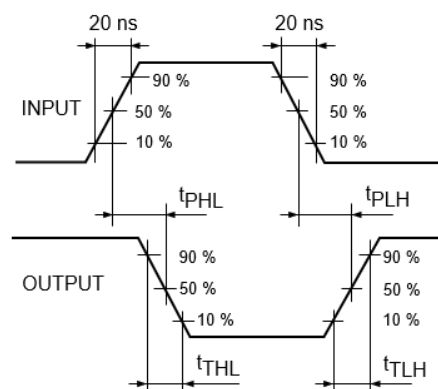 20 ns 20 ns
90 % 90 %
INPUT 50 % 50 %
10 % 10 %
tPHL tPLH
90 % 90 %
OUTPUT 50 % 50 %
10 % 10 %
tTHL tTLH